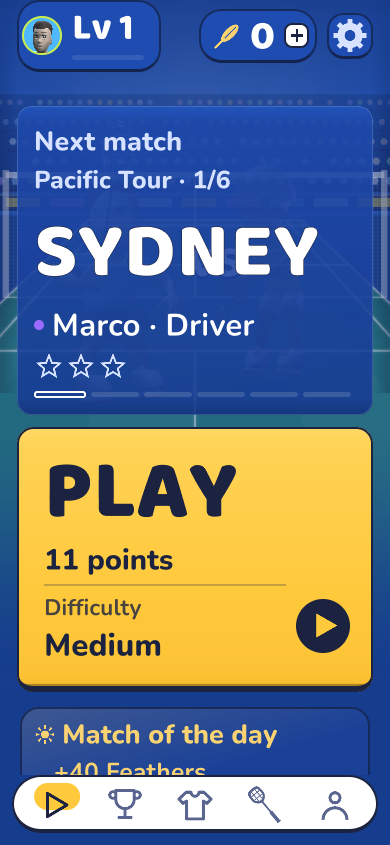 Lv 1
0
Next match
Pacific Tour · 1/6
SYDNEY
Marco · Driver
PLAY
11 points
Difficulty
Medium
Match of the day
+40 Feathers